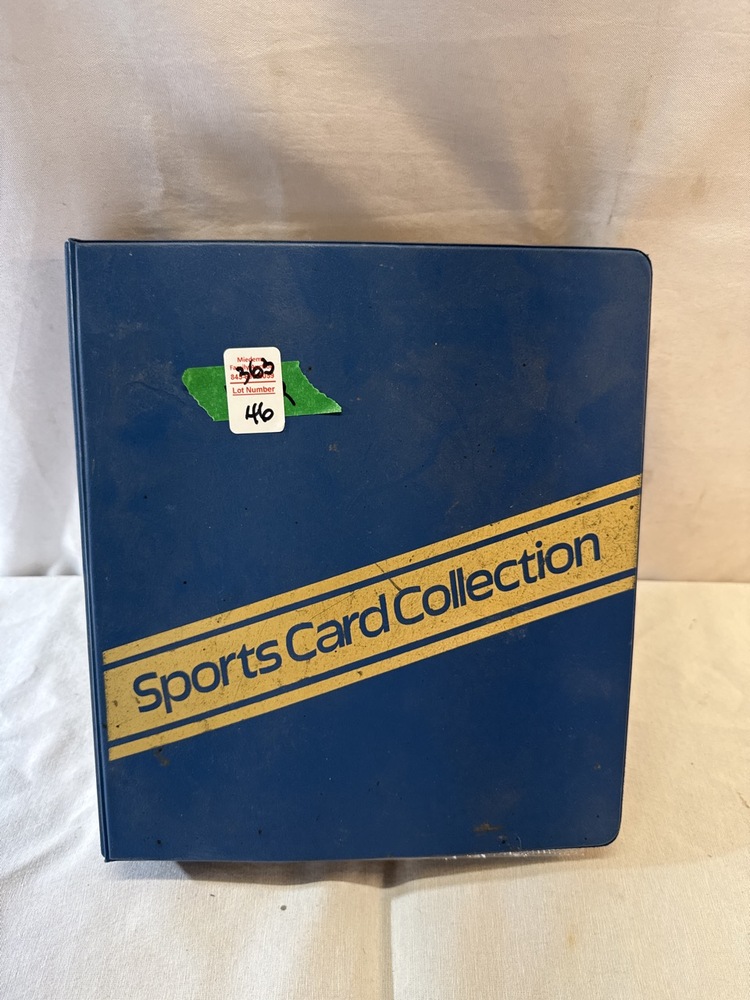 363
Lot Number
46
Sports Card Collection